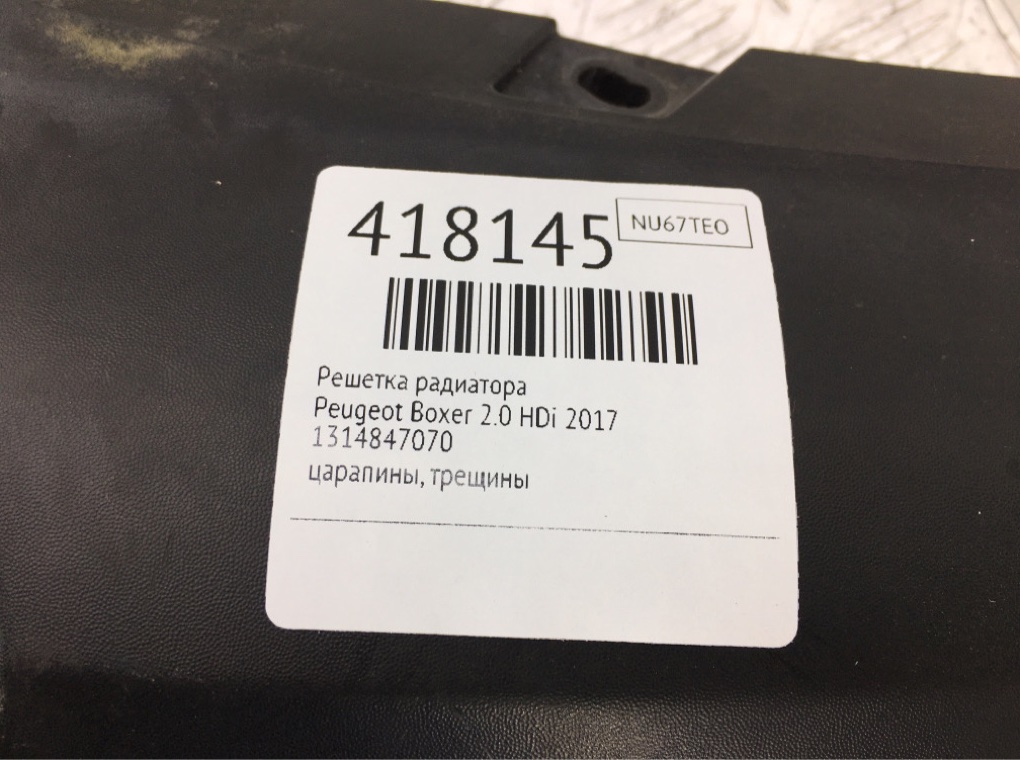 418145
NU67TEO
Решетка радиатора
Peugeot Boxer 2.0 HDi 2017
1314847070
царапины, трещины